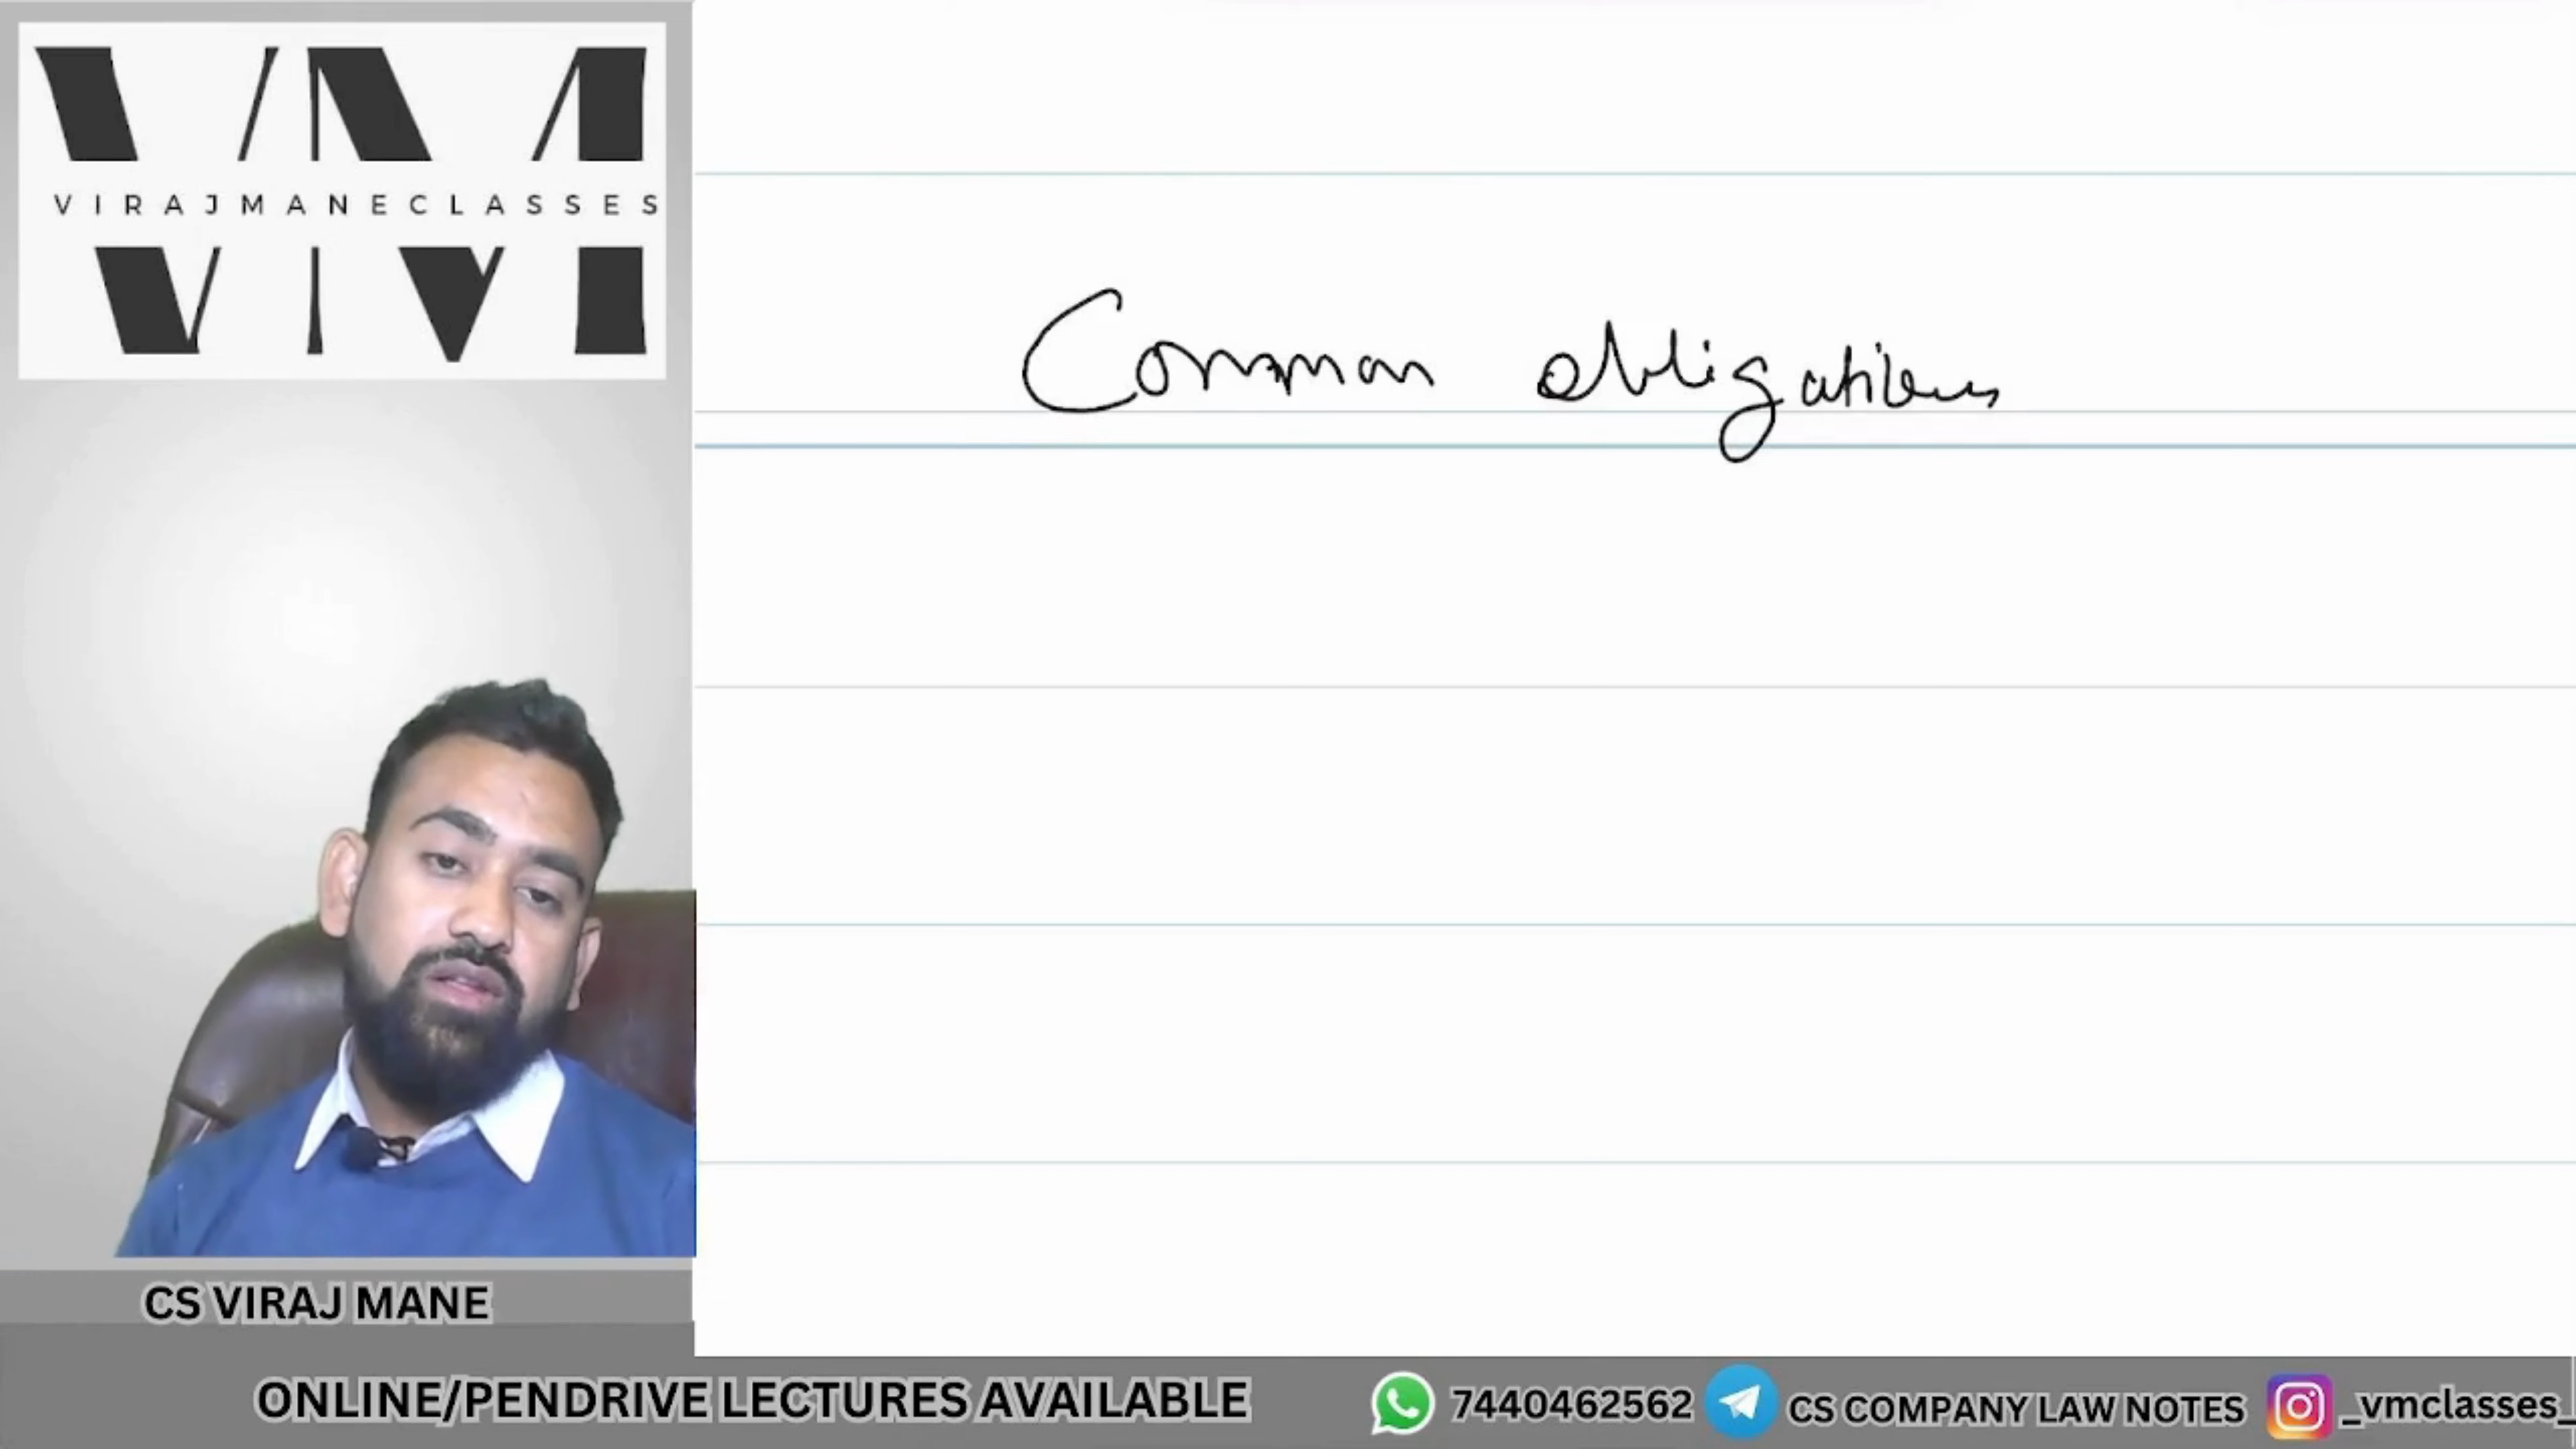 VIRAJMANECLASSES
Common obligations
CS VIRAJ MANE
ONLINE/PENDRIVE LECTURES AVAILABLE
7440462562
CS COMPANY LAW NOTES
_vmclasses_